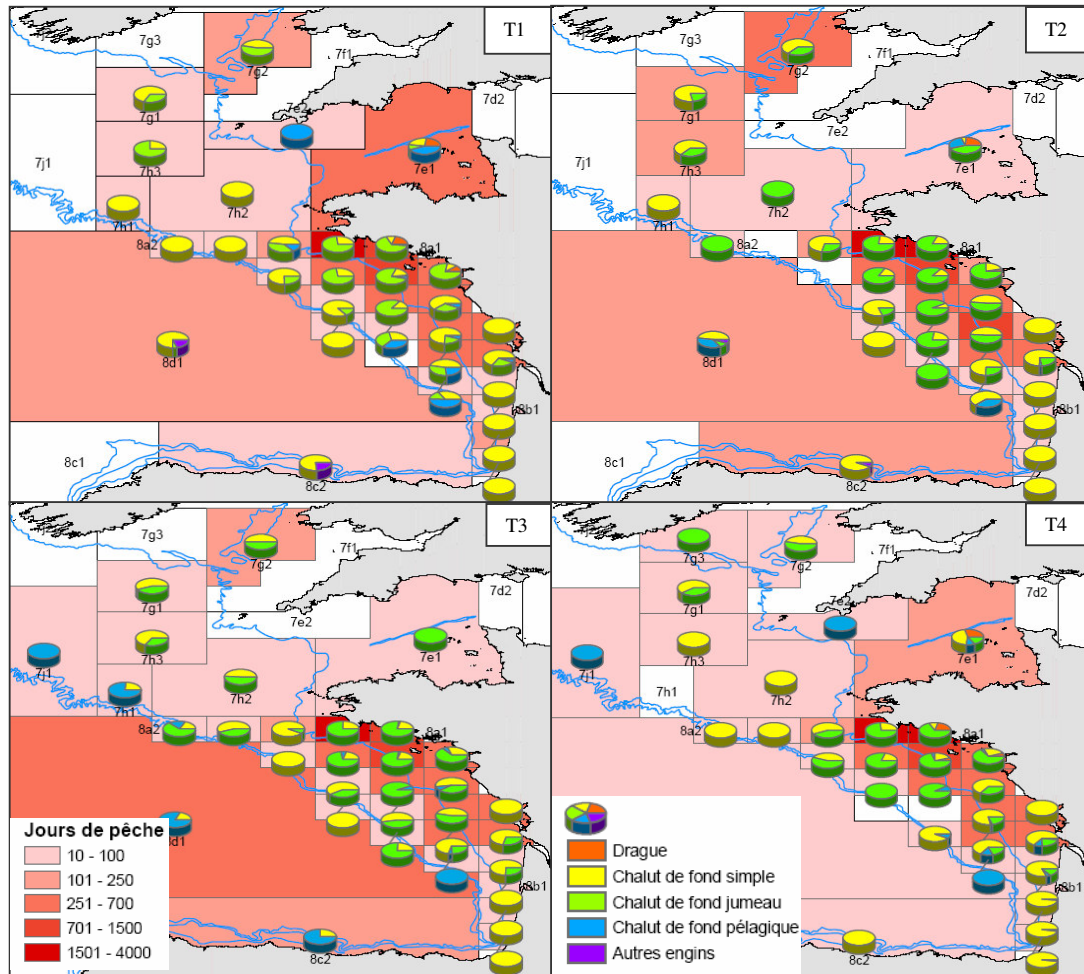 T1
7g3
7f1
7g2
7d2
7g1
7e2
7e1
7j1
7h3
7h2
7h1
8a2
8a1
8d1
8b1
8c1
8c2
T2
7g3
7f1
7g2
7d2
7g1
7e2
7e1
7j1
7h3
7h2
7h1
8a2
8a1
8d1
8b1
8c1
8c2
T3
7g3
7f1
7g2
7d2
7g1
7e2
7e1
7h3
7j1
7h2
7h1
8a2
8a1
8d1
8b1
8c2
Jours de pêche
10 - 100
101 - 250
251 - 700
701 - 1500
1501 - 4000
T4
7g3
7f1
7g2
7d2
7g1
7e2
7e1
7h3
7j1
7h2
7h1
8a2
8a1
8b1
8c2
Drague
Chalut de fond simple
Chalut de fond jumeau
Chalut de fond pélagique
Autres engins